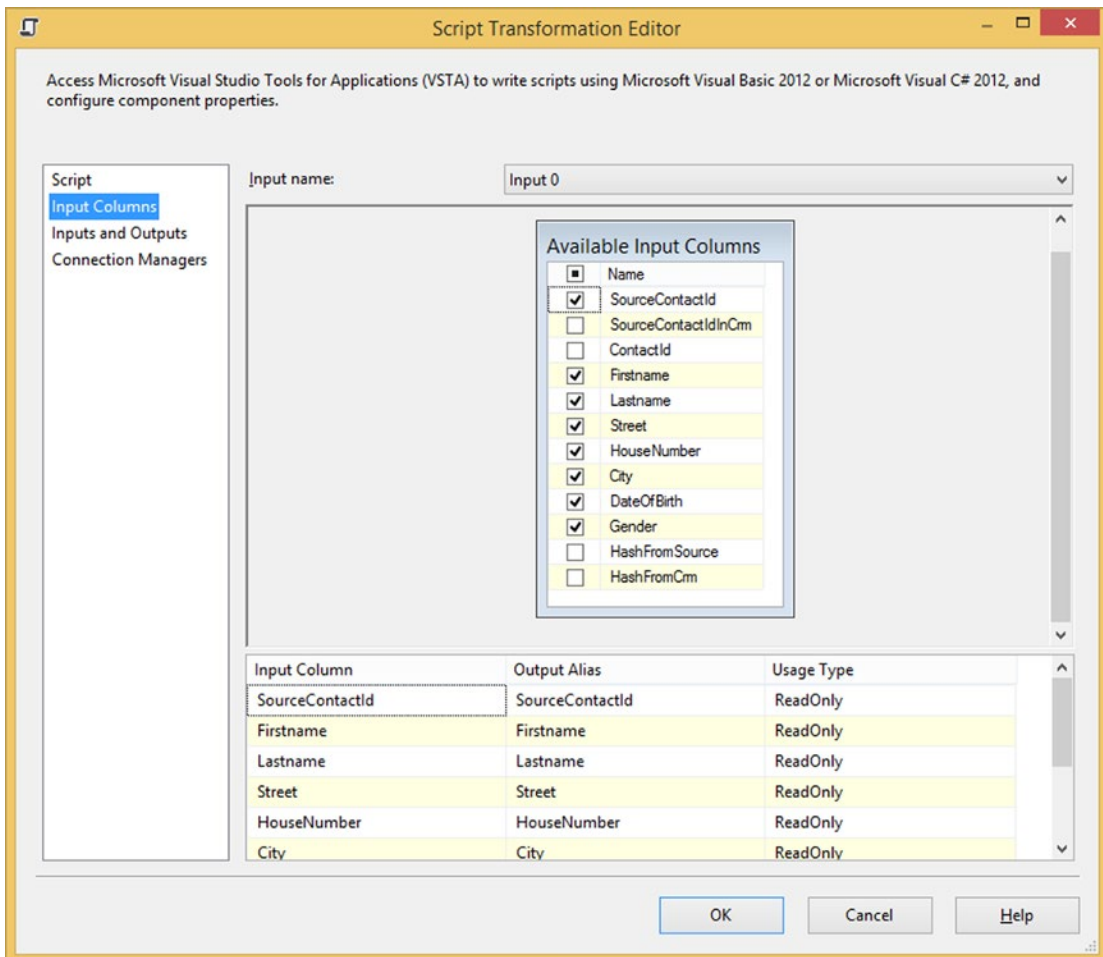 Script Transformation Editor
Access Microsoft Visual Studio Tools for Applications (VSTA) to write scripts using Microsoft Visual Basic 2012 or Microsoft Visual C# 2012, and
configure component properties.
Script
Input Columns
Inputs and Outputs
Connection Managers
Input name:
Input 0
Available Input Columns
Name
SourceContactId
SourceContactIdInCrm
ContactId
Firstname
Lastname
Street
HouseNumber
City
DateOfBirth
Gender
HashFromSource
HashFromCrm
Input Column Output Alias Usage Type
SourceContactId SourceContactId ReadOnly
Firstname Firstname ReadOnly
Lastname Lastname ReadOnly
Street Street ReadOnly
HouseNumber HouseNumber ReadOnly
City City ReadOnly
OK Cancel Help